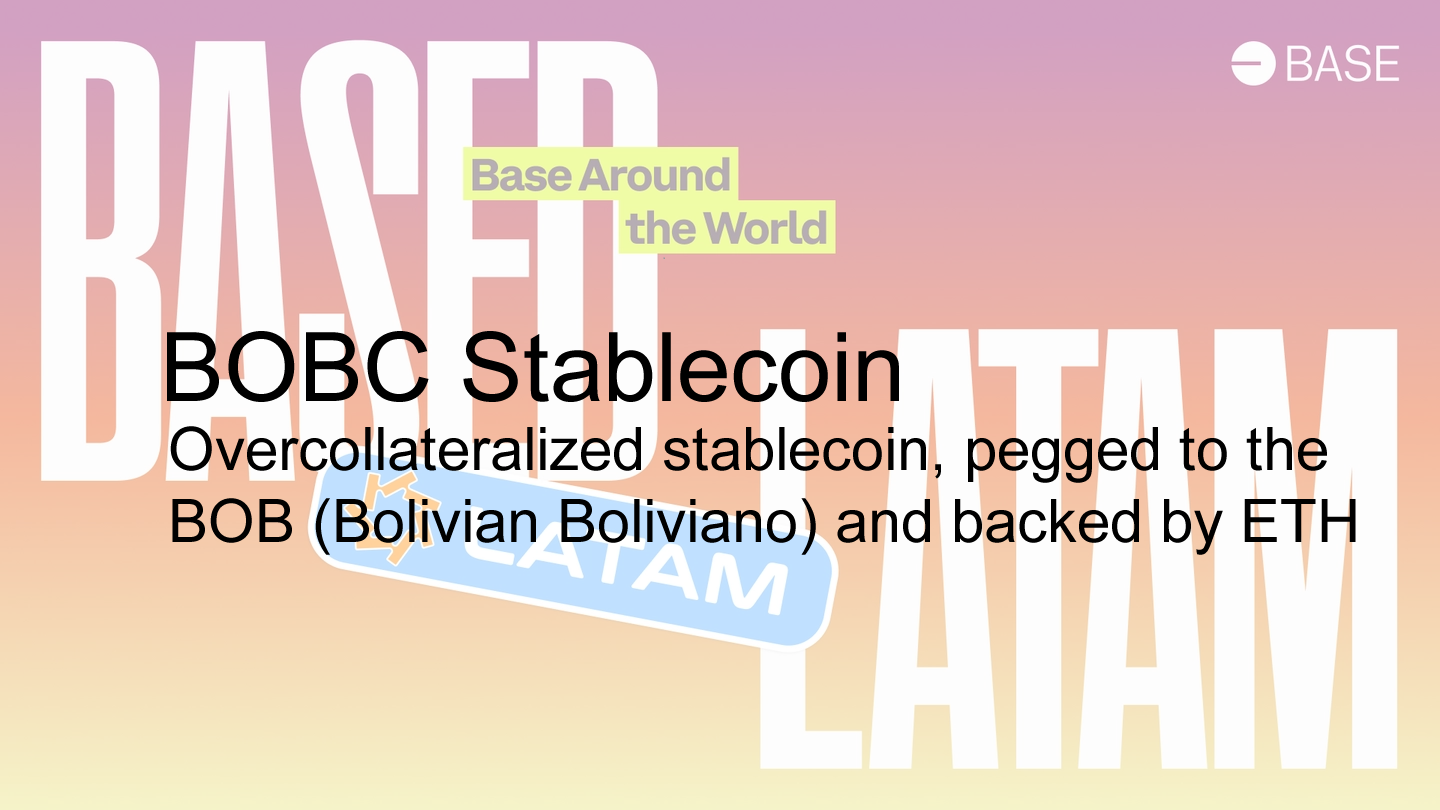 BASED
BASE
Base Around
the World
LATAM
BOBC Stablecoin
Overcollateralized stablecoin, pegged to the
BOB (Bolivian Boliviano) and backed by ETH
LATAM